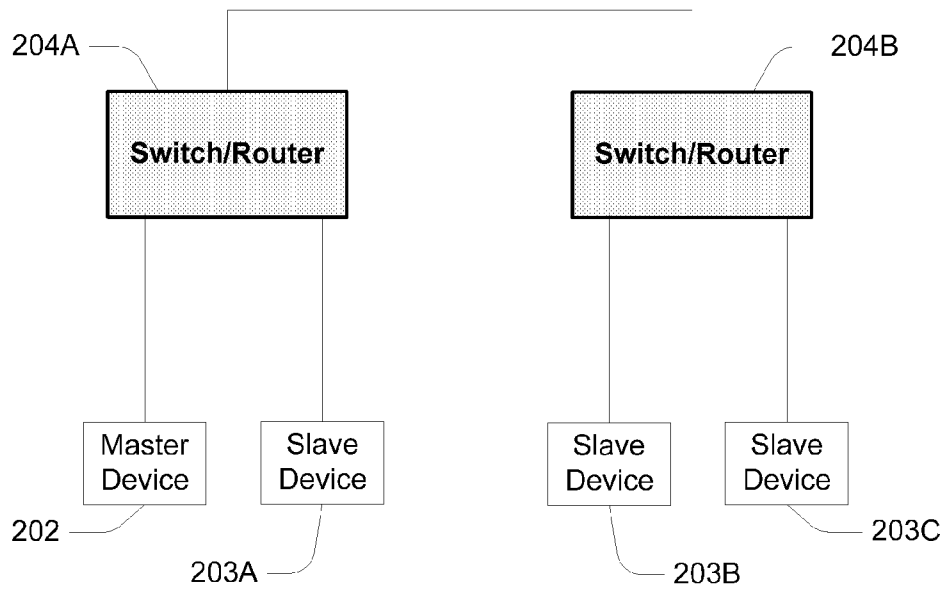 204A
204B
Switch/Router
Switch/Router
Master
Device
Slave
Device
Slave
Device
Slave
Device
202
203A
203B
203C